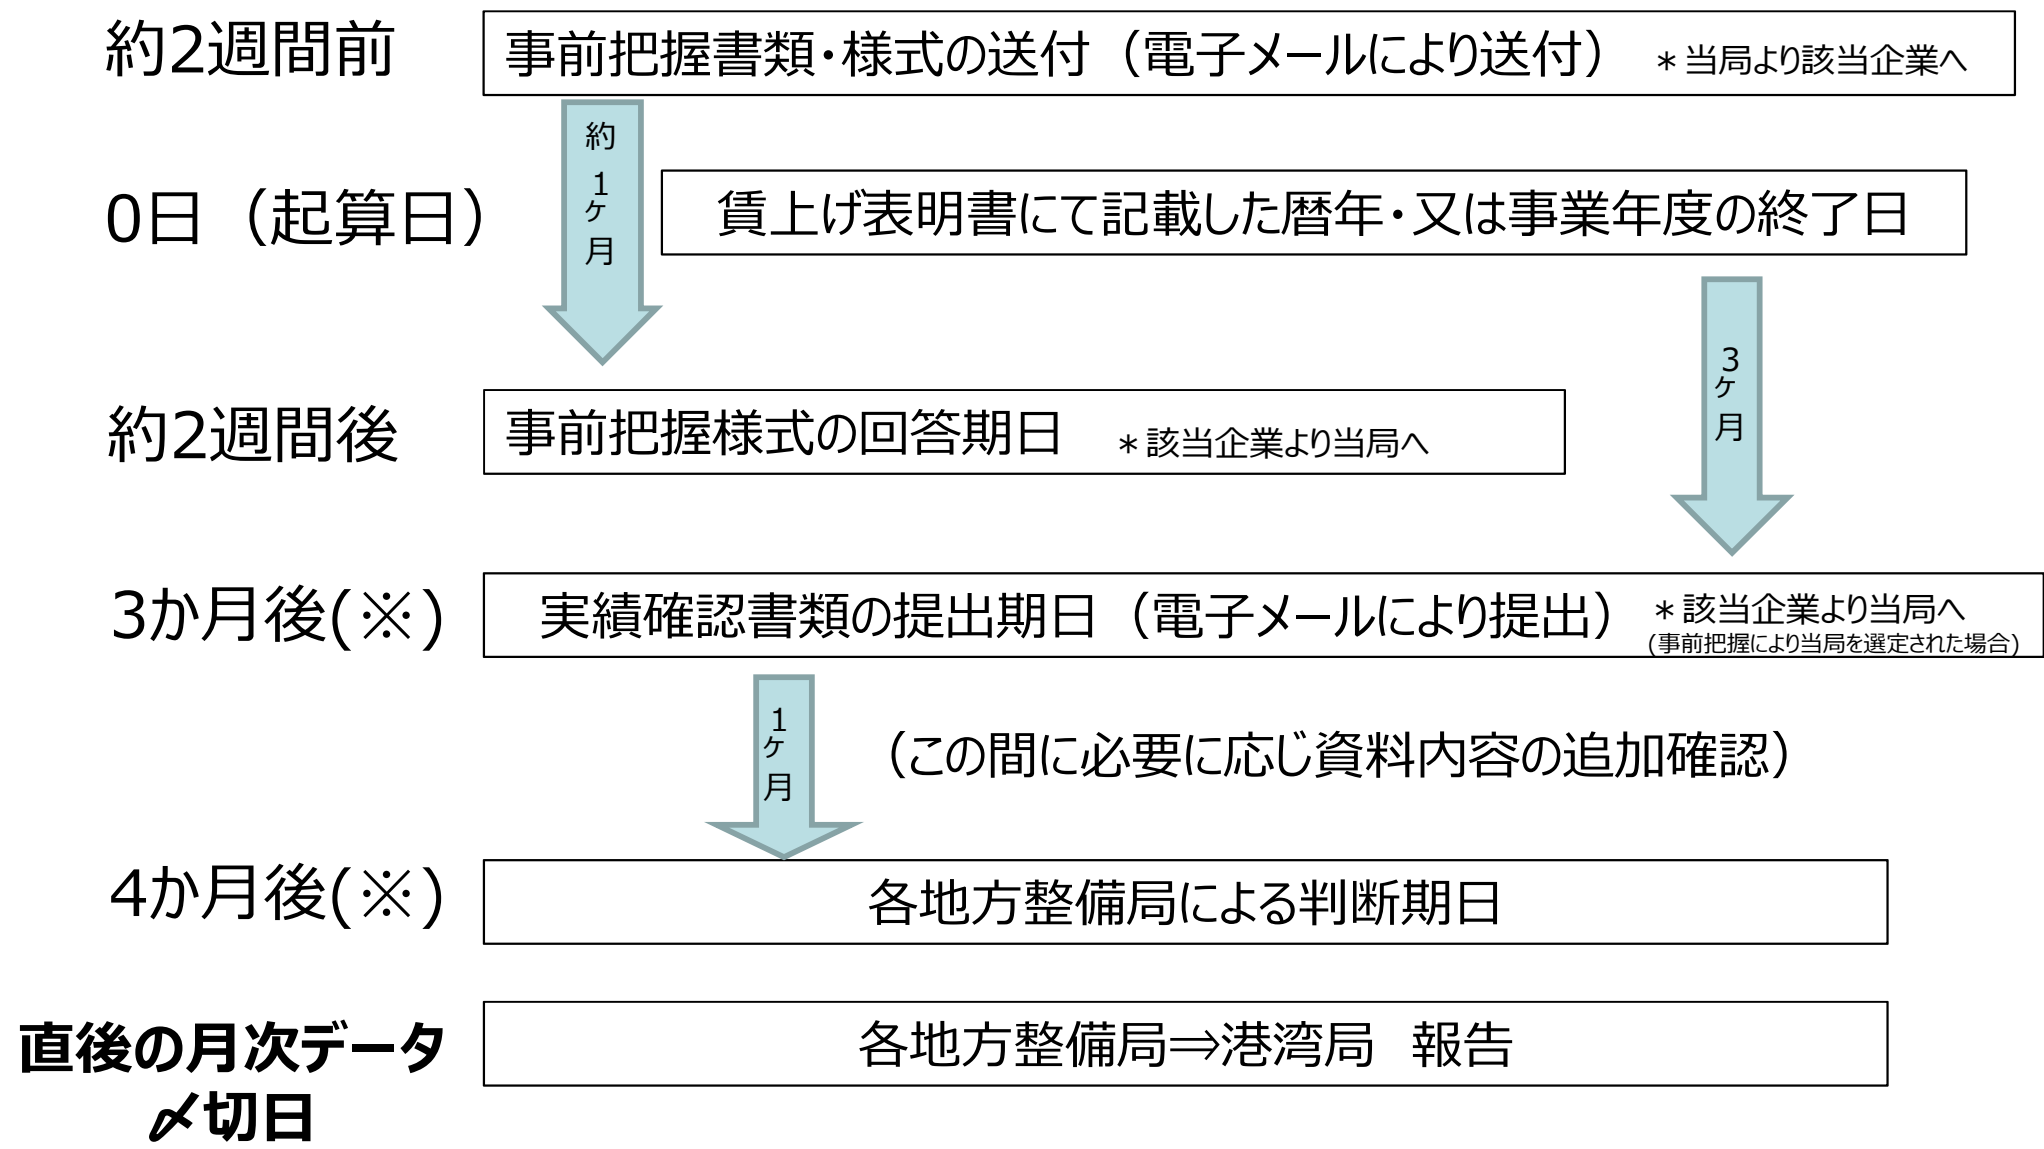 約2週間前
事前把握書類・様式の送付（電子メールにより送付）　＊当局より該当企業へ
約1ヶ月
0日（起算日）
賃上げ表明書にて記載した暦年・又は事業年度の終了日
3ヶ月
約2週間後
事前把握様式の回答期日　＊該当企業より当局へ
3か月後(※)
実績確認書類の提出期日（電子メールにより提出）
＊該当企業より当局へ
(事前把握により当局を選定された場合)
1ヶ月
（この間に必要に応じ資料内容の追加確認）
4か月後(※)
各地方整備局による判断期日
直後の月次データ
〆切日
各地方整備局⇒港湾局　報告